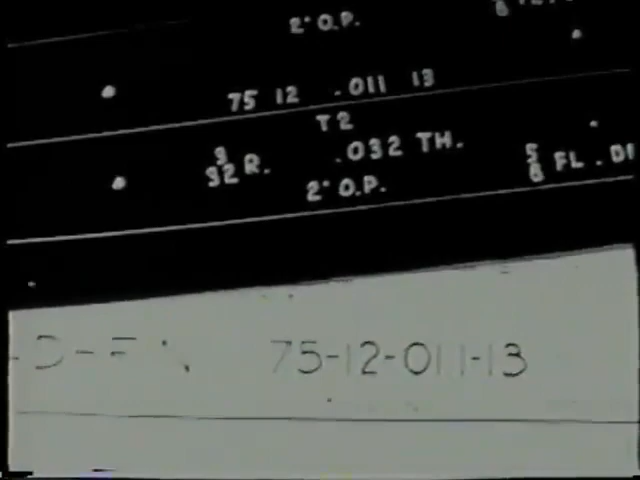 2" O.P.
75 12 .011 13
T2
3/32 R. .032 TH. 5/8 FL. DI
2" O.P.
75-12-011-13